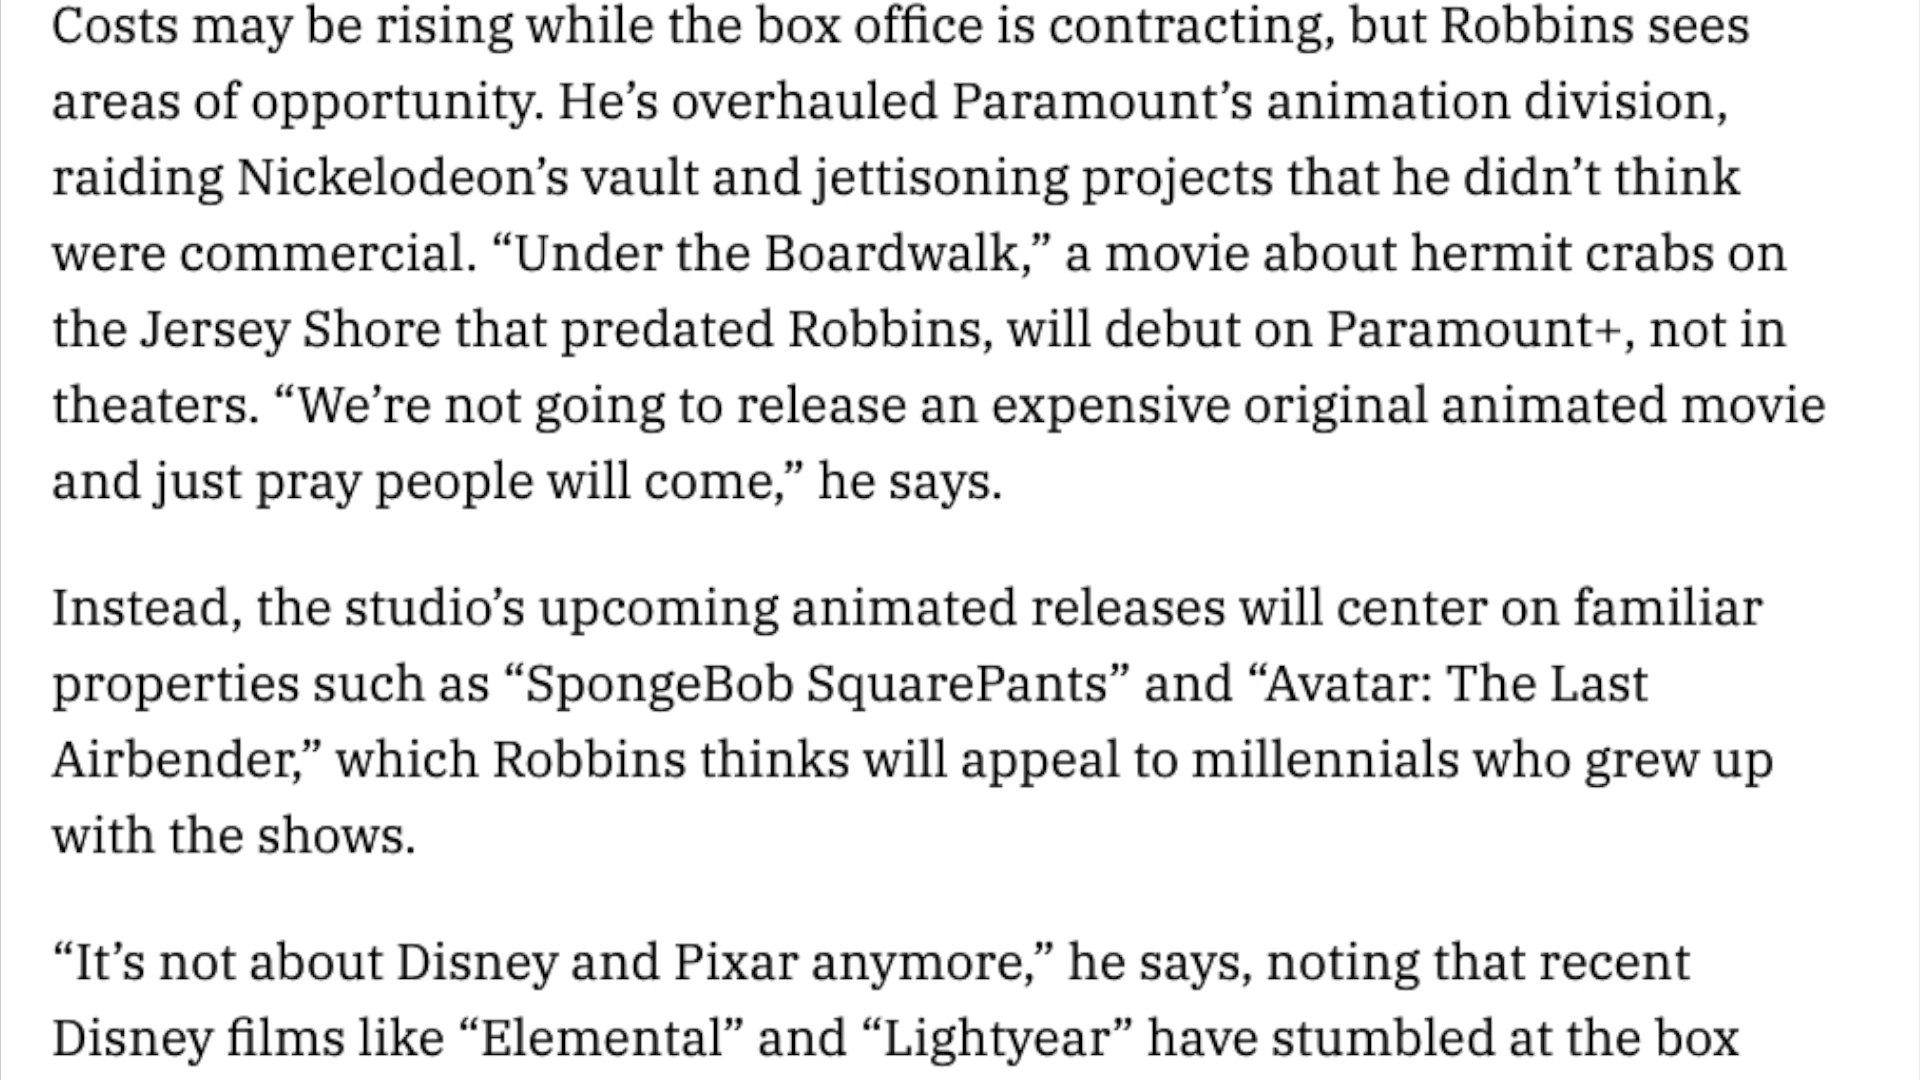 Costs may be rising while the box office is contracting, but Robbins sees
areas of opportunity. He’s overhauled Paramount’s animation division,
raiding Nickelodeon’s vault and jettisoning projects that he didn’t think
were commercial. “Under the Boardwalk,” a movie about hermit crabs on
the Jersey Shore that predated Robbins, will debut on Paramount+, not in
theaters. “We’re not going to release an expensive original animated movie
and just pray people will come,” he says.
Instead, the studio’s upcoming animated releases will center on familiar
properties such as “SpongeBob SquarePants” and “Avatar: The Last
Airbender,” which Robbins thinks will appeal to millennials who grew up
with the shows.
“It’s not about Disney and Pixar anymore,” he says, noting that recent
Disney films like “Elemental” and “Lightyear” have stumbled at the box